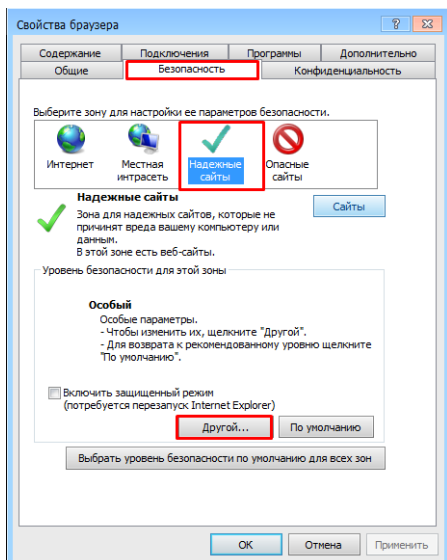 Свойства браузера
Содержание Подключения Программы Дополнительно
Общие Безопасность Конфиденциальность
Выберите зону для настройки ее параметров безопасности.
Интернет Местная интрасеть Надежные сайты Опасные сайты
Надежные сайты
Сайты
Зона для надежных сайтов, которые не
причинят вреда вашему компьютеру или
данным.
В этой зоне есть веб-сайты.
Уровень безопасности для этой зоны
Особый
Особые параметры.
- Чтобы изменить их, щелкните "Другой".
- Для возврата к рекомендованному уровню щелкните
"По умолчанию".
Включить защищенный режим
(потребуется перезапуск Internet Explorer)
Другой... По умолчанию
Выбрать уровень безопасности по умолчанию для всех зон
OK Отмена Применить